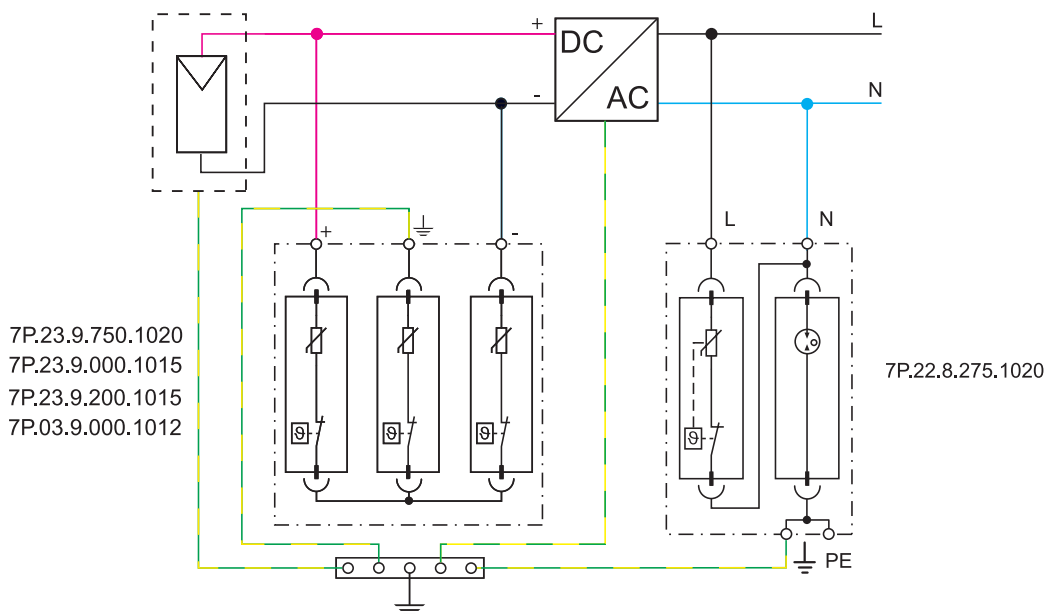 +
DC
L
-
AC
N
+
-
L
N
7P.23.9.750.1020
7P.23.9.000.1015
7P.23.9.200.1015
7P.03.9.000.1012
7P.22.8.275.1020
ϑ
ϑ
ϑ
ϑ
PE